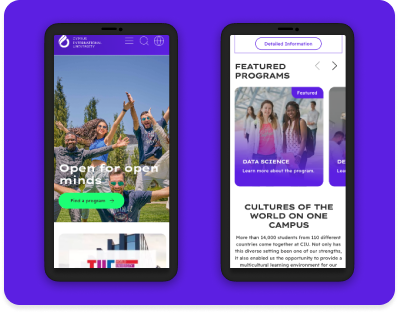 CYPRUS
INTERNATIONAL
UNIVERSITY
Open for open
minds
Find a program →
Detailed Information
FEATURED
PROGRAMS
Featured
DATA SCIENCE
Learn more about the program.
DE
Lea
CULTURES OF THE
WORLD ON ONE
CAMPUS
More than 14,000 students from 110 different
countries come together at CIU. Not only has
this diverse setting been one of our strengths,
it also enabled us the opportunity to provide a
multicultural learning environment for our